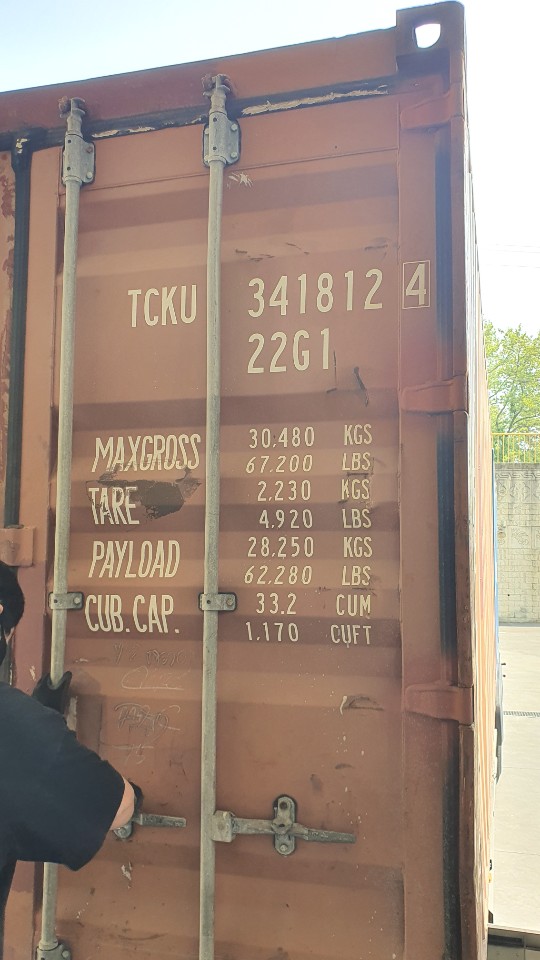 TCKU 341812 4
22G1
MAXGROSS 30.480 KGS
67.200 LBS
TARE 2.230 KGS
4.920 LBS
PAYLOAD 28.250 KGS
62.280 LBS
CUB.CAP. 33.2 CUM
1.170 CUFT